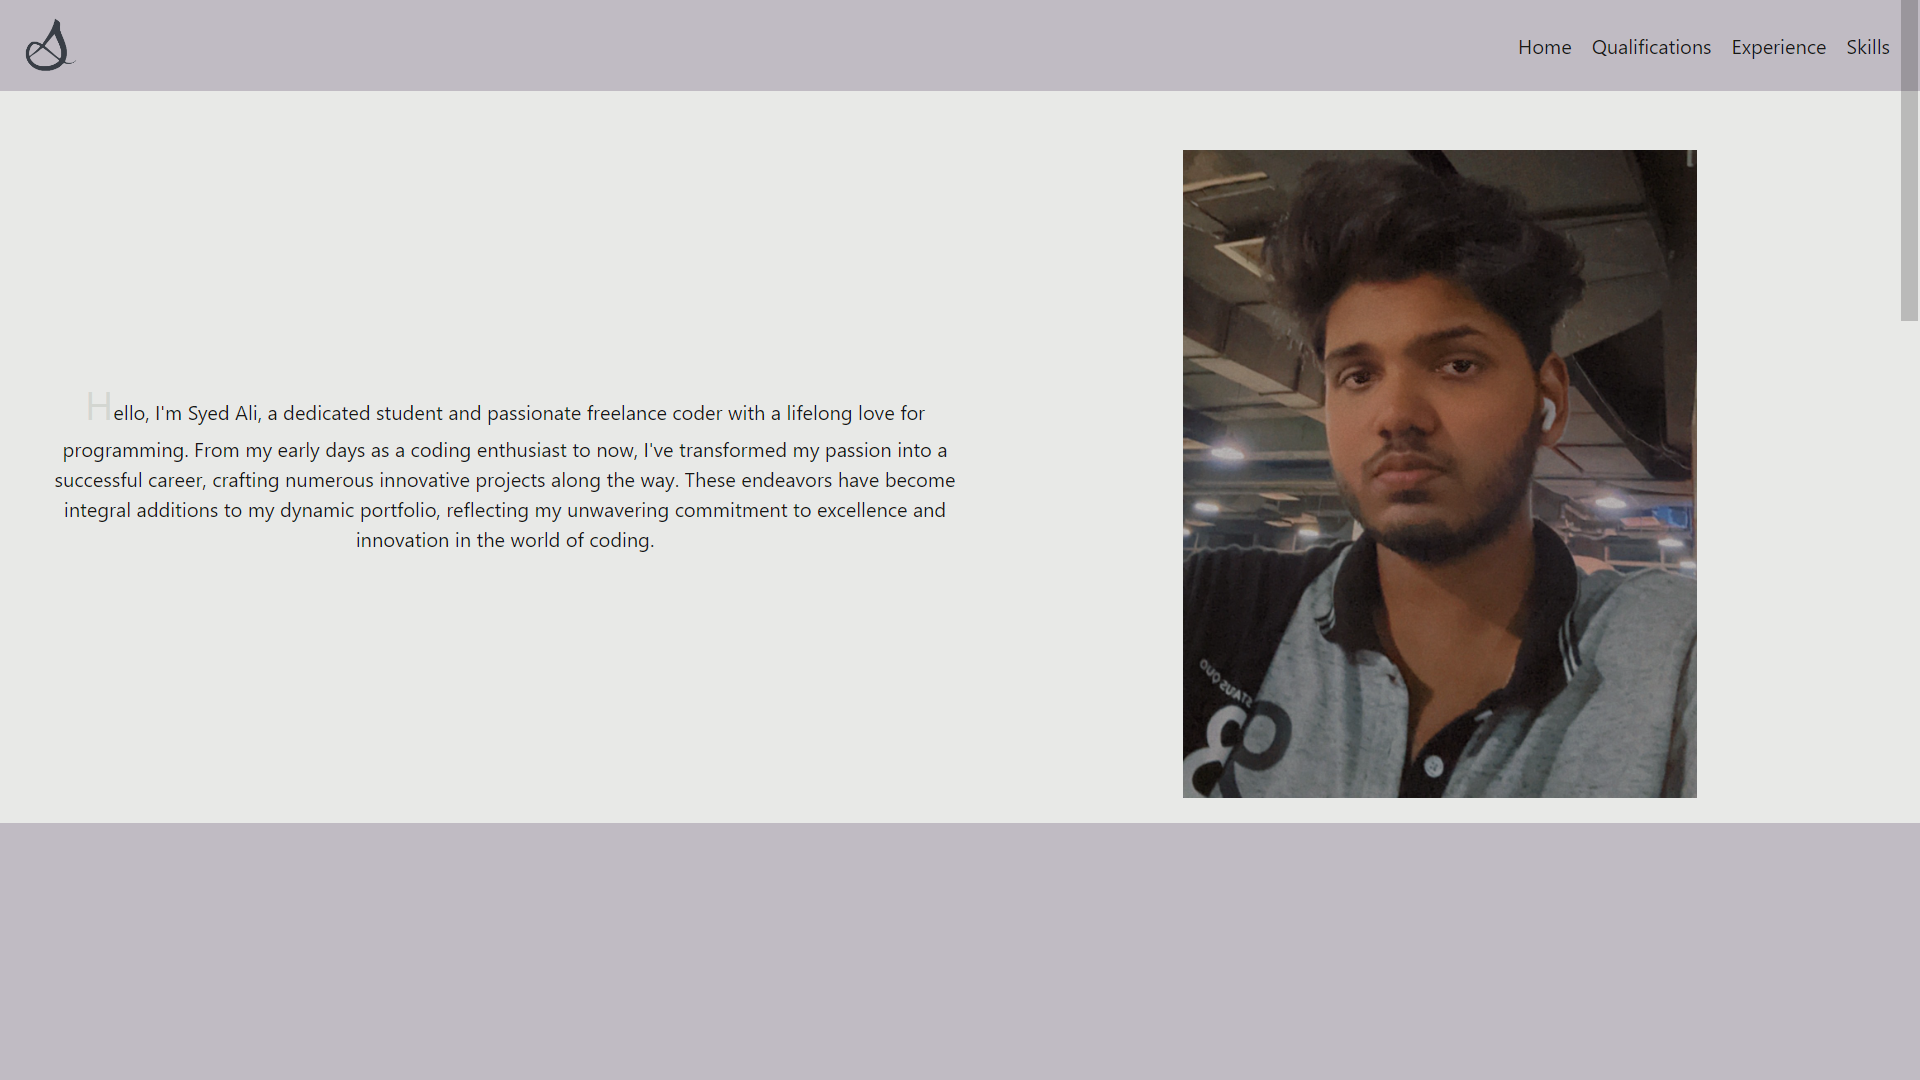 Home Qualifications Experience Skills
Hello, I'm Syed Ali, a dedicated student and passionate freelance coder with a lifelong love for
programming. From my early days as a coding enthusiast to now, I've transformed my passion into a
successful career, crafting numerous innovative projects along the way. These endeavors have become
integral additions to my dynamic portfolio, reflecting my unwavering commitment to excellence and
innovation in the world of coding.
STATUS QUO
98